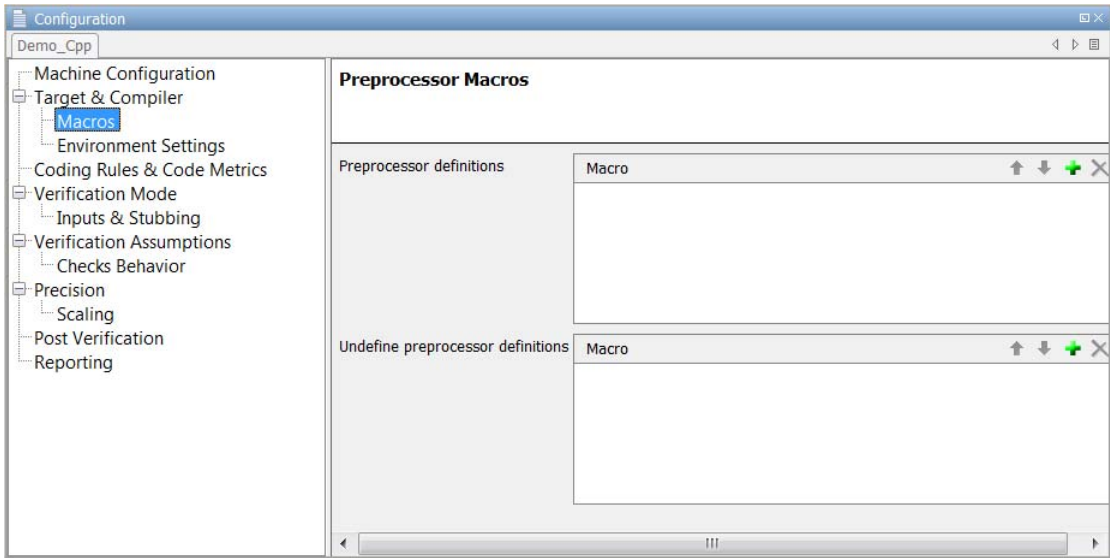 Configuration
Demo_Cpp
Machine Configuration
Target & Compiler
Macros
Environment Settings
Coding Rules & Code Metrics
Verification Mode
Inputs & Stubbing
Verification Assumptions
Checks Behavior
Precision
Scaling
Post Verification
Reporting
Preprocessor Macros
Preprocessor definitions
Macro
Undefine preprocessor definitions
Macro